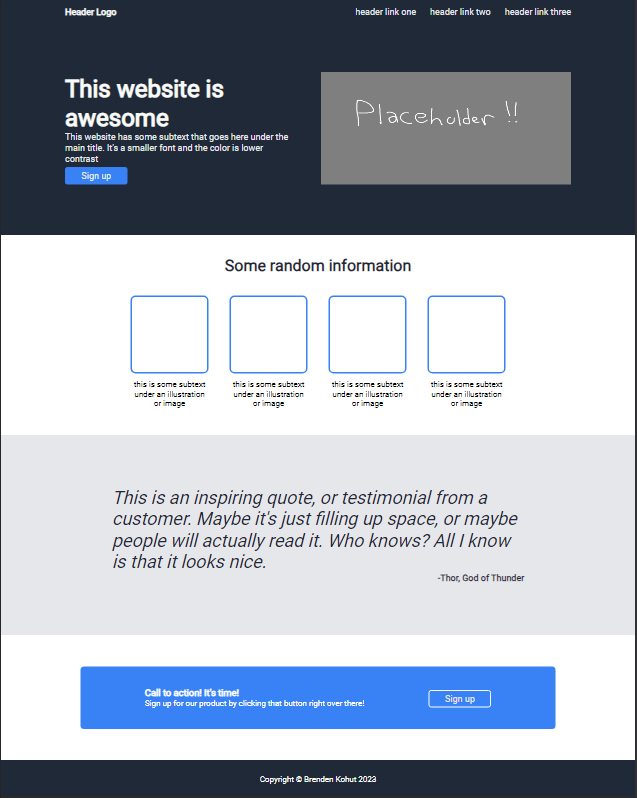 Header Logo
header link one
header link two
header link three
This website is
awesome
This website has some subtext that goes here under the
main title. It's a smaller font and the color is lower
contrast
Sign up
Placeholder !!
Some random information
this is some subtext
under an illustration
or image
this is some subtext
under an illustration
or image
this is some subtext
under an illustration
or image
this is some subtext
under an illustration
or image
This is an inspiring quote, or testimonial from a
customer. Maybe it's just filling up space, or maybe
people will actually read it. Who knows? All I know
is that it looks nice.
-Thor, God of Thunder
Call to action! It's time!
Sign up for our product by clicking that button right over there!
Sign up
Copyright © Brenden Kohut 2023